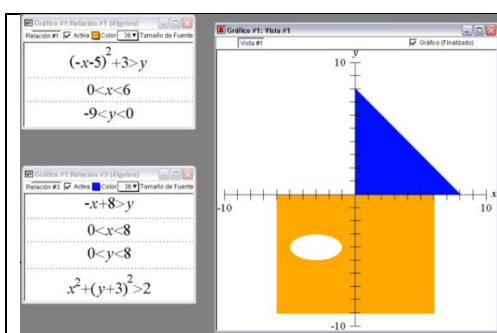 Gráfico #1:Relación #1 (Álgebra)
Relación #1 Activa Color 36 Tamaño de Fuente
(-x-5)²+3>y
0<x<6
-9<y<0
Gráfico #1:Relación #3 (Álgebra)
Relación #3 Activa Color 36 Tamaño de Fuente
-x+8>y
0<x<8
0<y<8
x²+(y+3)²>2
Gráfico #1: Vista #1
Vista #1 Gráfico (Finalizado)
y
10
-10 10 x
-10